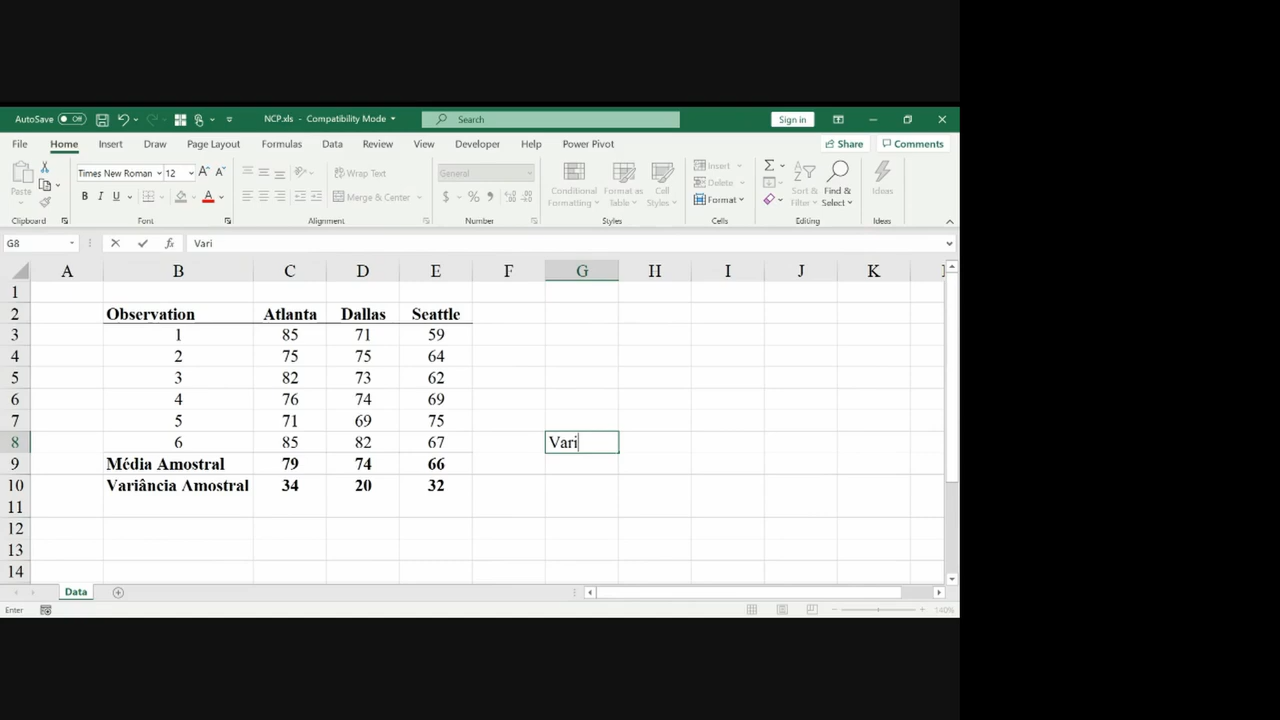 AutoSave Off NCP.xls - Compatibility Mode Search Sign in
File Home Insert Draw Page Layout Formulas Data Review View Developer Help Power Pivot Share Comments
Paste Times New Roman 12 A A Wrap Text General Insert Σ
B I U A Merge & Center $ % Conditional Formatting Format as Table Cell Styles Delete Format Sort & Filter Find & Select Ideas
Clipboard Font Alignment Number Styles Cells Editing Ideas
G8 fx Vari
A B C D E F G H I J K
1
2 Observation Atlanta Dallas Seattle
3 1 85 71 59
4 2 75 75 64
5 3 82 73 62
6 4 76 74 69
7 5 71 69 75
8 6 85 82 67 Vari
9 Média Amostral 79 74 66
10 Variância Amostral 34 20 32
11
12
13
14
Data
Enter 140%